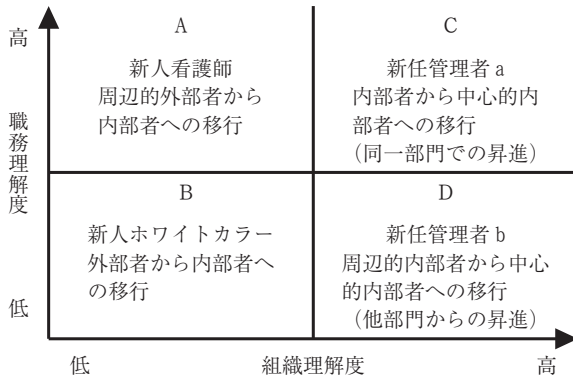 高
職務理解度
低
A
新人看護師
周辺的外部者から
内部者への移行
C
新任管理者 a
内部者から中心的内
部者への移行
（同一部門での昇進）
B
新人ホワイトカラー
外部者から内部者へ
の移行
D
新任管理者 b
周辺的内部者から中心
的内部者への移行
（他部門からの昇進）
低
組織理解度
高